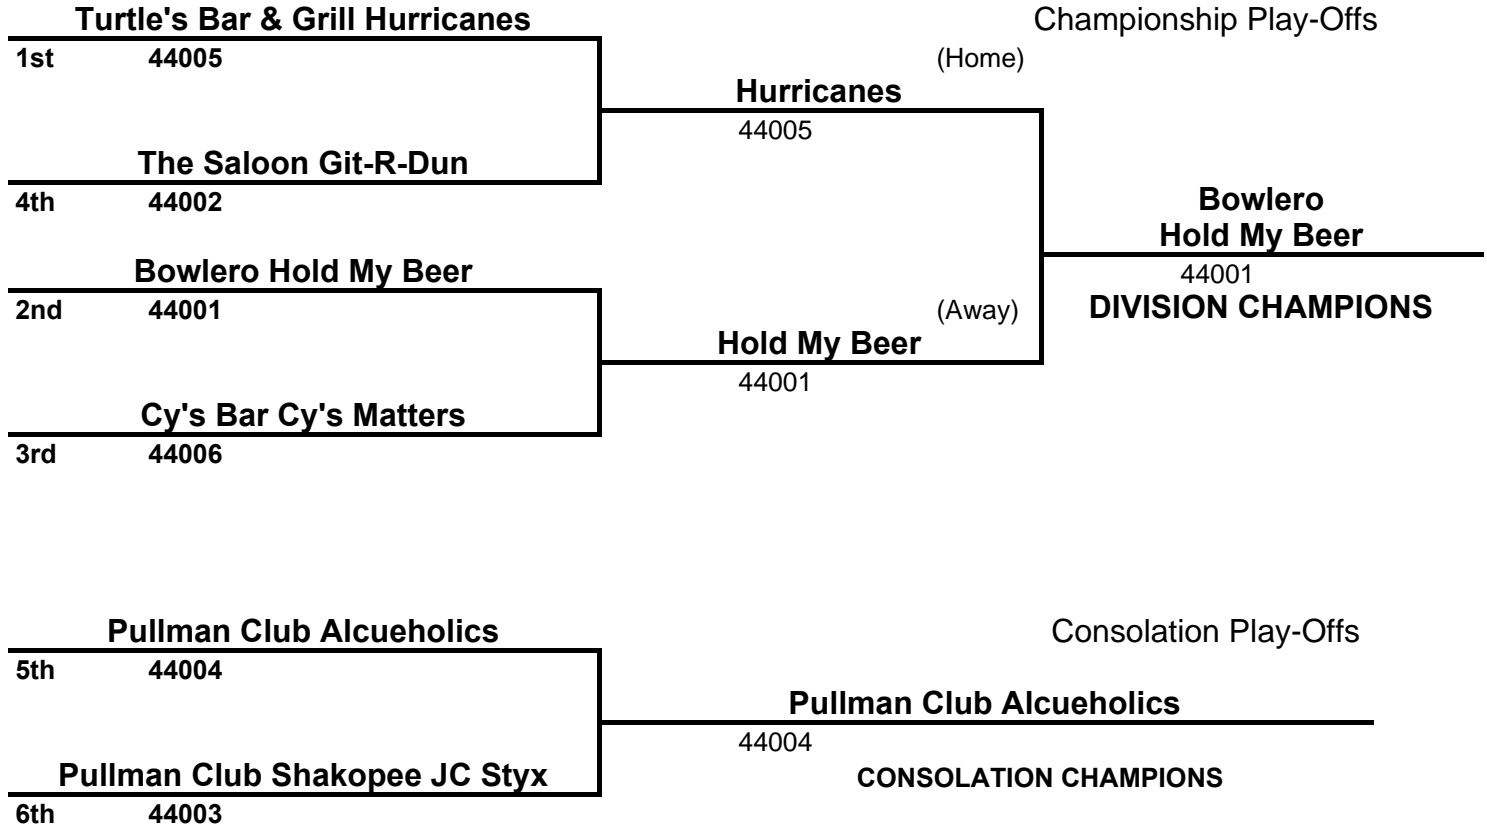 Turtle's Bar & Grill Hurricanes
Championship Play-Offs
1st 44005
(Home)
Hurricanes
44005
The Saloon Git-R-Dun
4th 44002
Bowlero
Hold My Beer
44001
DIVISION CHAMPIONS
Bowlero Hold My Beer
2nd 44001
(Away)
Hold My Beer
44001
Cy's Bar Cy's Matters
3rd 44006
Pullman Club Alcueholics
Consolation Play-Offs
5th 44004
Pullman Club Alcueholics
44004
CONSOLATION CHAMPIONS
Pullman Club Shakopee JC Styx
6th 44003